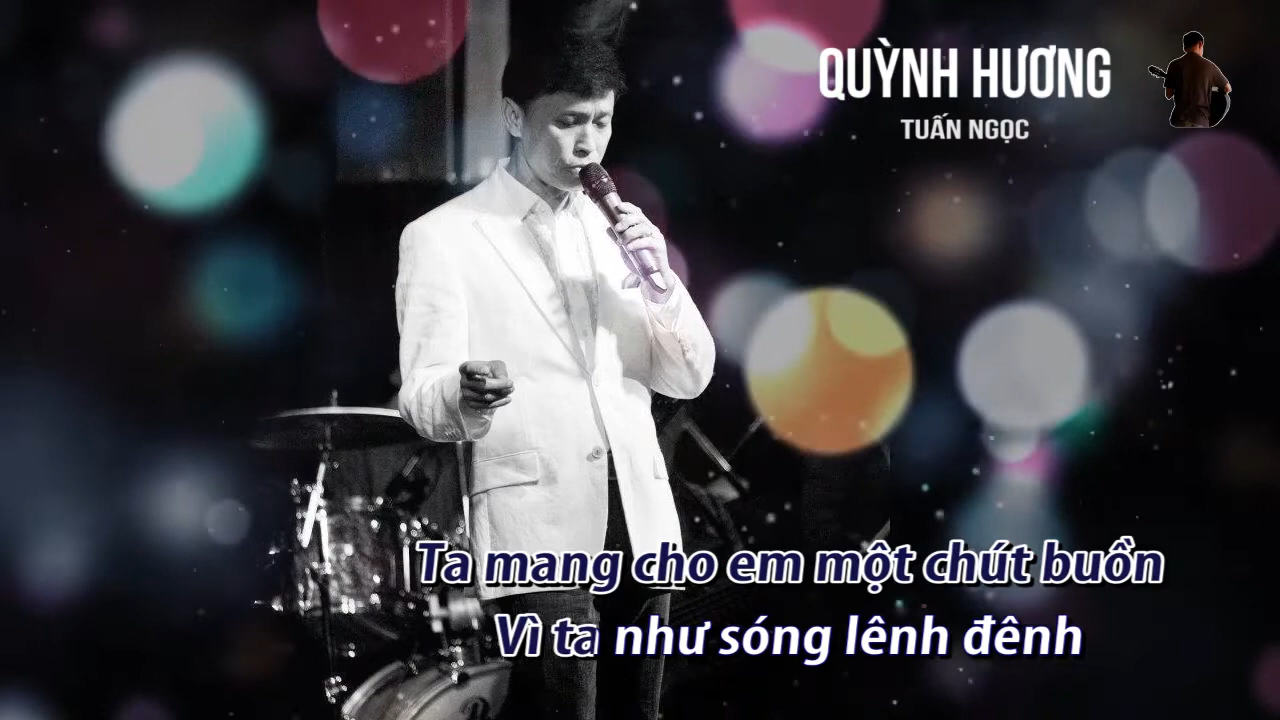 QUỲNH HƯƠNG
TUẤN NGỌC
Ta mang cho em một chút buồn
Vì ta như sóng lênh đênh